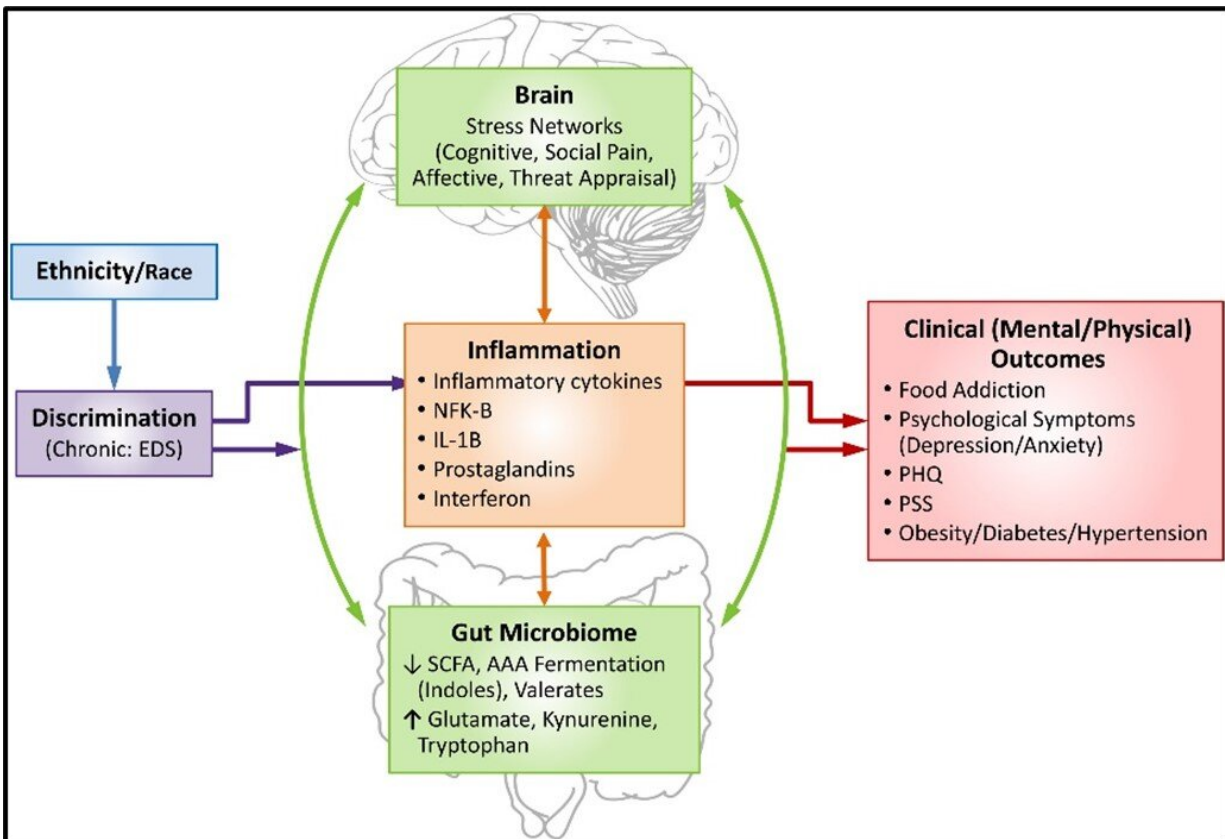 Brain
Stress Networks
(Cognitive, Social Pain,
Affective, Threat Appraisal)
Ethnicity/Race
Discrimination
(Chronic: EDS)
Inflammation
• Inflammatory cytokines
• NFK-B
• IL-1B
• Prostaglandins
• Interferon
Clinical (Mental/Physical)
Outcomes
• Food Addiction
• Psychological Symptoms
(Depression/Anxiety)
• PHQ
• PSS
• Obesity/Diabetes/Hypertension
Gut Microbiome
↓ SCFA, AAA Fermentation
(Indoles), Valerates
↑ Glutamate, Kynurenine,
Tryptophan